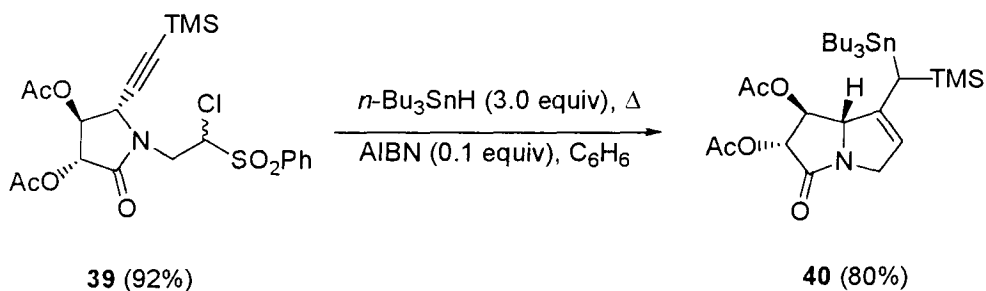 TMS
AcO
Cl
N
SO2Ph
AcO
O
n-Bu3SnH (3.0 equiv), Δ
AIBN (0.1 equiv), C6H6
Bu3Sn
TMS
H
AcO
AcO
N
O
39 (92%)
40 (80%)